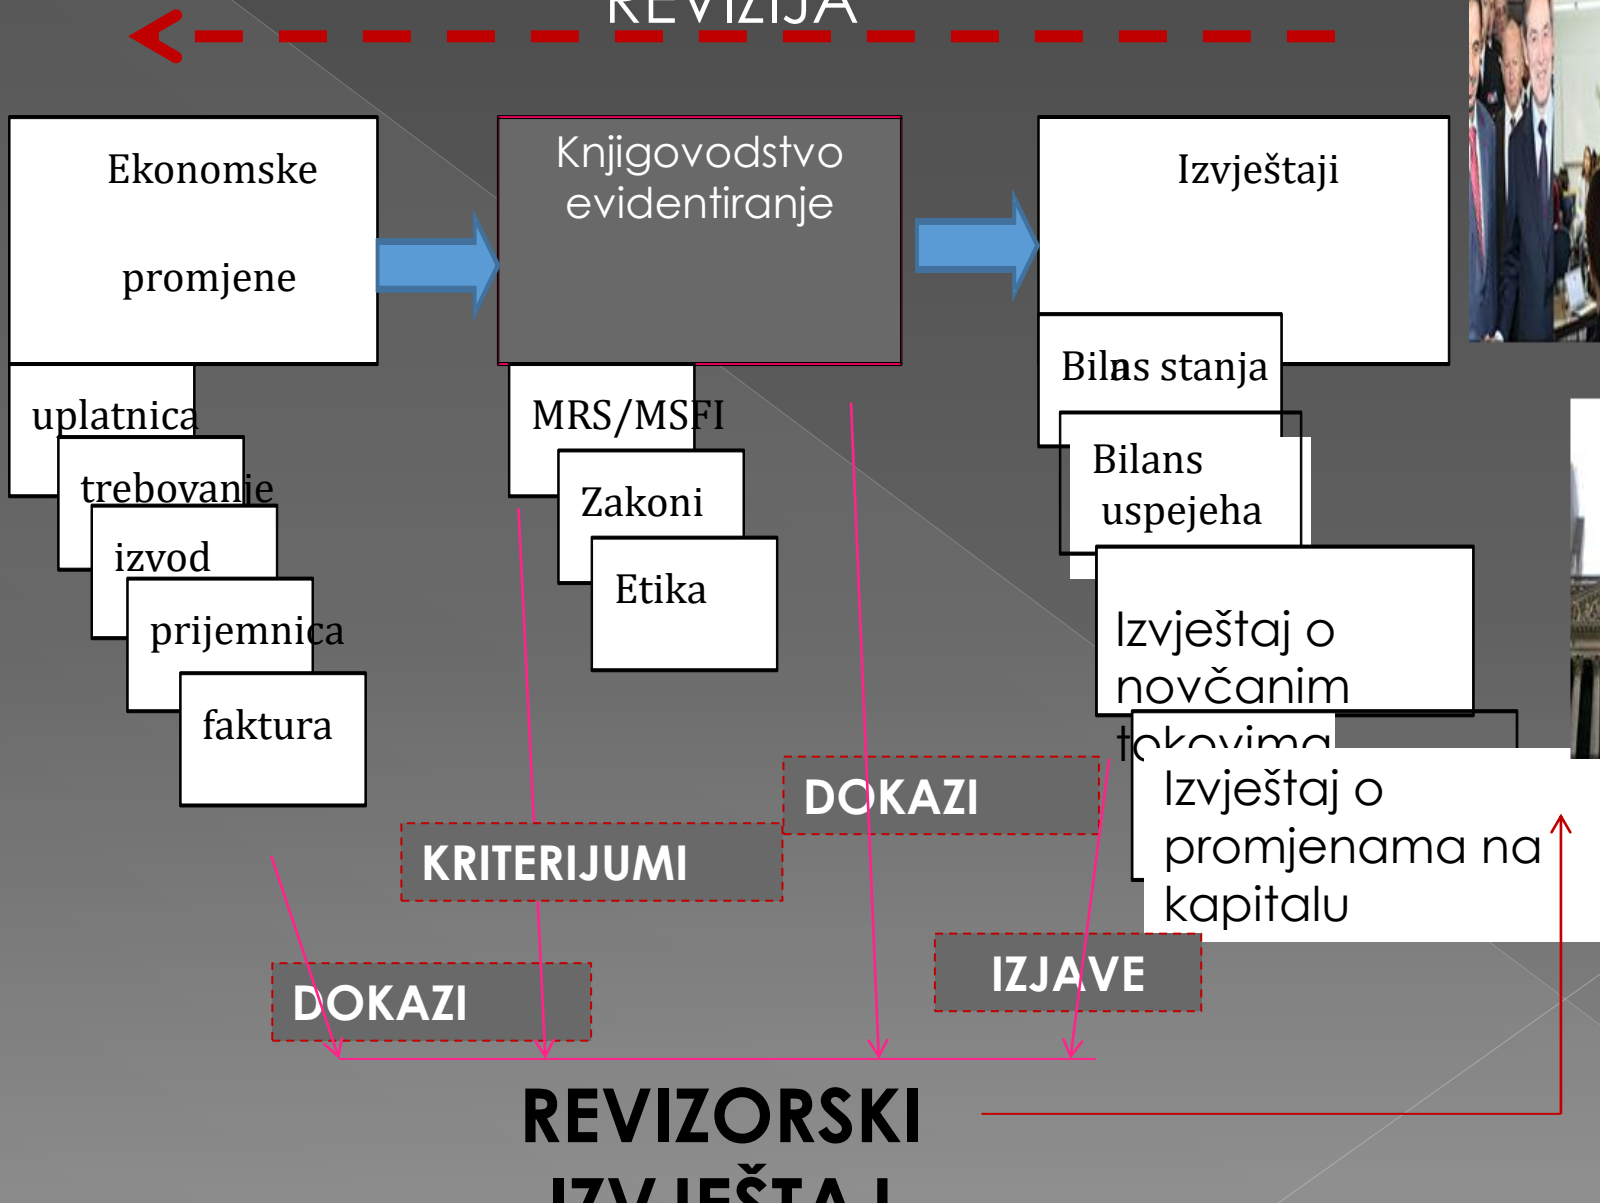 REVIZIJA
Ekonomske
promjene
uplatnica
trebovanje
izvod
prijemnica
faktura
Knjigovodstvo
evidentiranje
MRS/MSFI
Zakoni
Etika
Izvještaji
Bilans stanja
Bilans
uspejeha
Izvještaj o
novčanim
tokovima
Izvještaj o
promjenama na
kapitalu
DOKAZI
KRITERIJUMI
IZJAVE
DOKAZI
REVIZORSKI
IZVJEŠTAJ